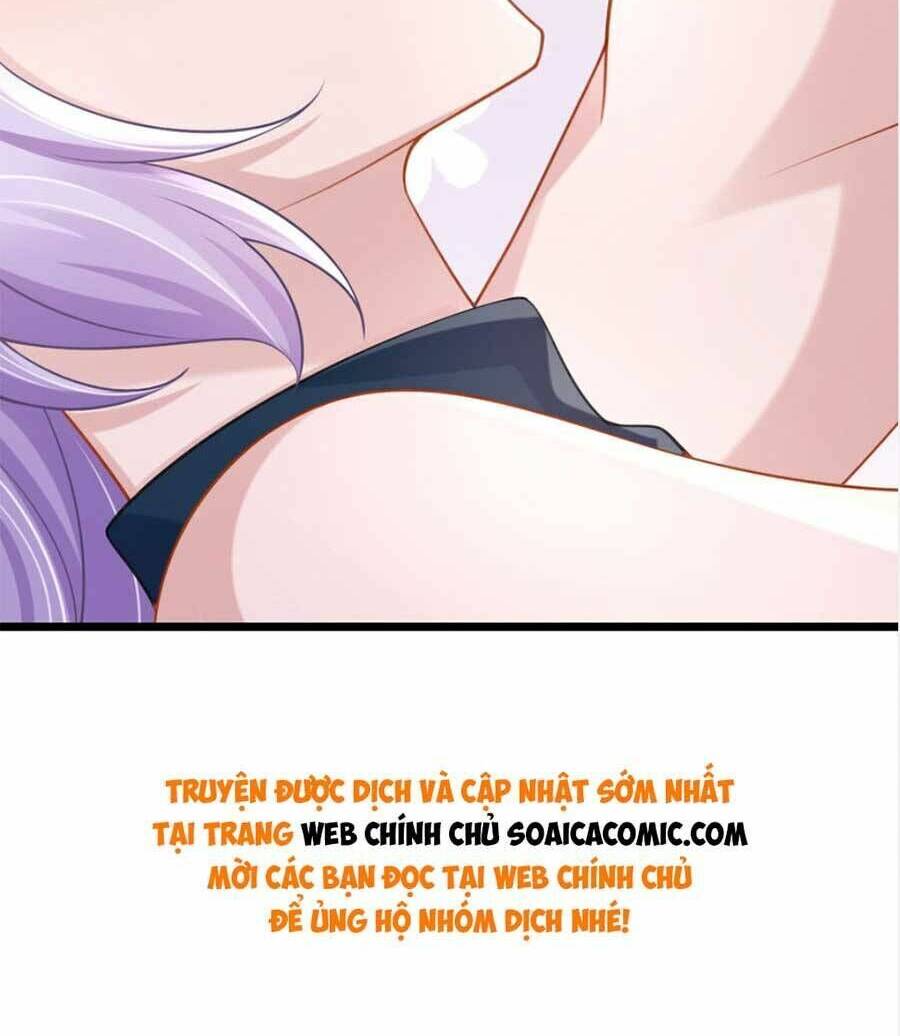 TRUYỆN ĐƯỢC DỊCH VÀ CẬP NHẬT SỚM NHẤT
TẠI TRANG WEB CHÍNH CHỦ SOAICACOMIC.COM
MỜI CÁC BẠN ĐỌC TẠI WEB CHÍNH CHỦ
ĐỂ ỦNG HỘ NHÓM DỊCH NHÉ!